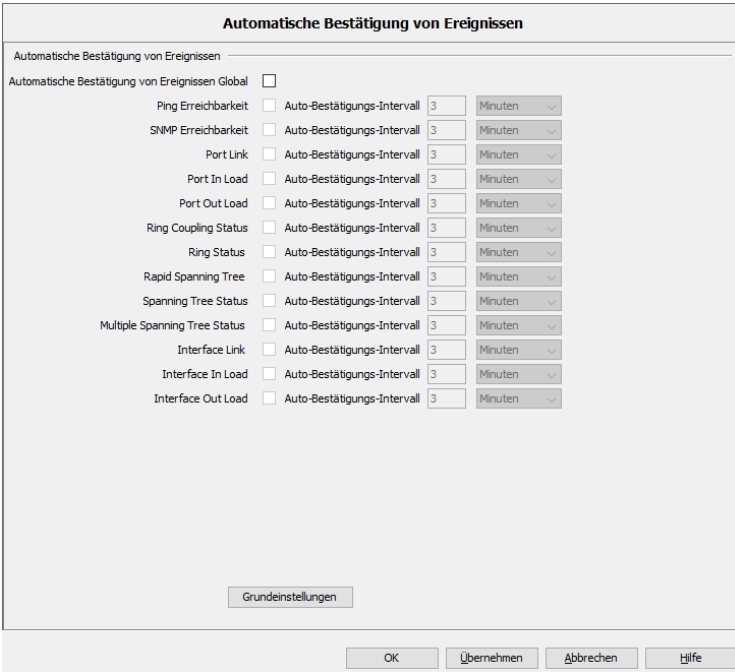 Automatische Bestätigung von Ereignissen
Automatische Bestätigung von Ereignissen
Automatische Bestätigung von Ereignissen Global
Ping Erreichbarkeit Auto-Bestätigungs-Intervall 3 Minuten
SNMP Erreichbarkeit Auto-Bestätigungs-Intervall 3 Minuten
Port Link Auto-Bestätigungs-Intervall 3 Minuten
Port In Load Auto-Bestätigungs-Intervall 3 Minuten
Port Out Load Auto-Bestätigungs-Intervall 3 Minuten
Ring Coupling Status Auto-Bestätigungs-Intervall 3 Minuten
Ring Status Auto-Bestätigungs-Intervall 3 Minuten
Rapid Spanning Tree Auto-Bestätigungs-Intervall 3 Minuten
Spanning Tree Status Auto-Bestätigungs-Intervall 3 Minuten
Multiple Spanning Tree Status Auto-Bestätigungs-Intervall 3 Minuten
Interface Link Auto-Bestätigungs-Intervall 3 Minuten
Interface In Load Auto-Bestätigungs-Intervall 3 Minuten
Interface Out Load Auto-Bestätigungs-Intervall 3 Minuten
Grundeinstellungen
OK Übernehmen Abbrechen Hilfe